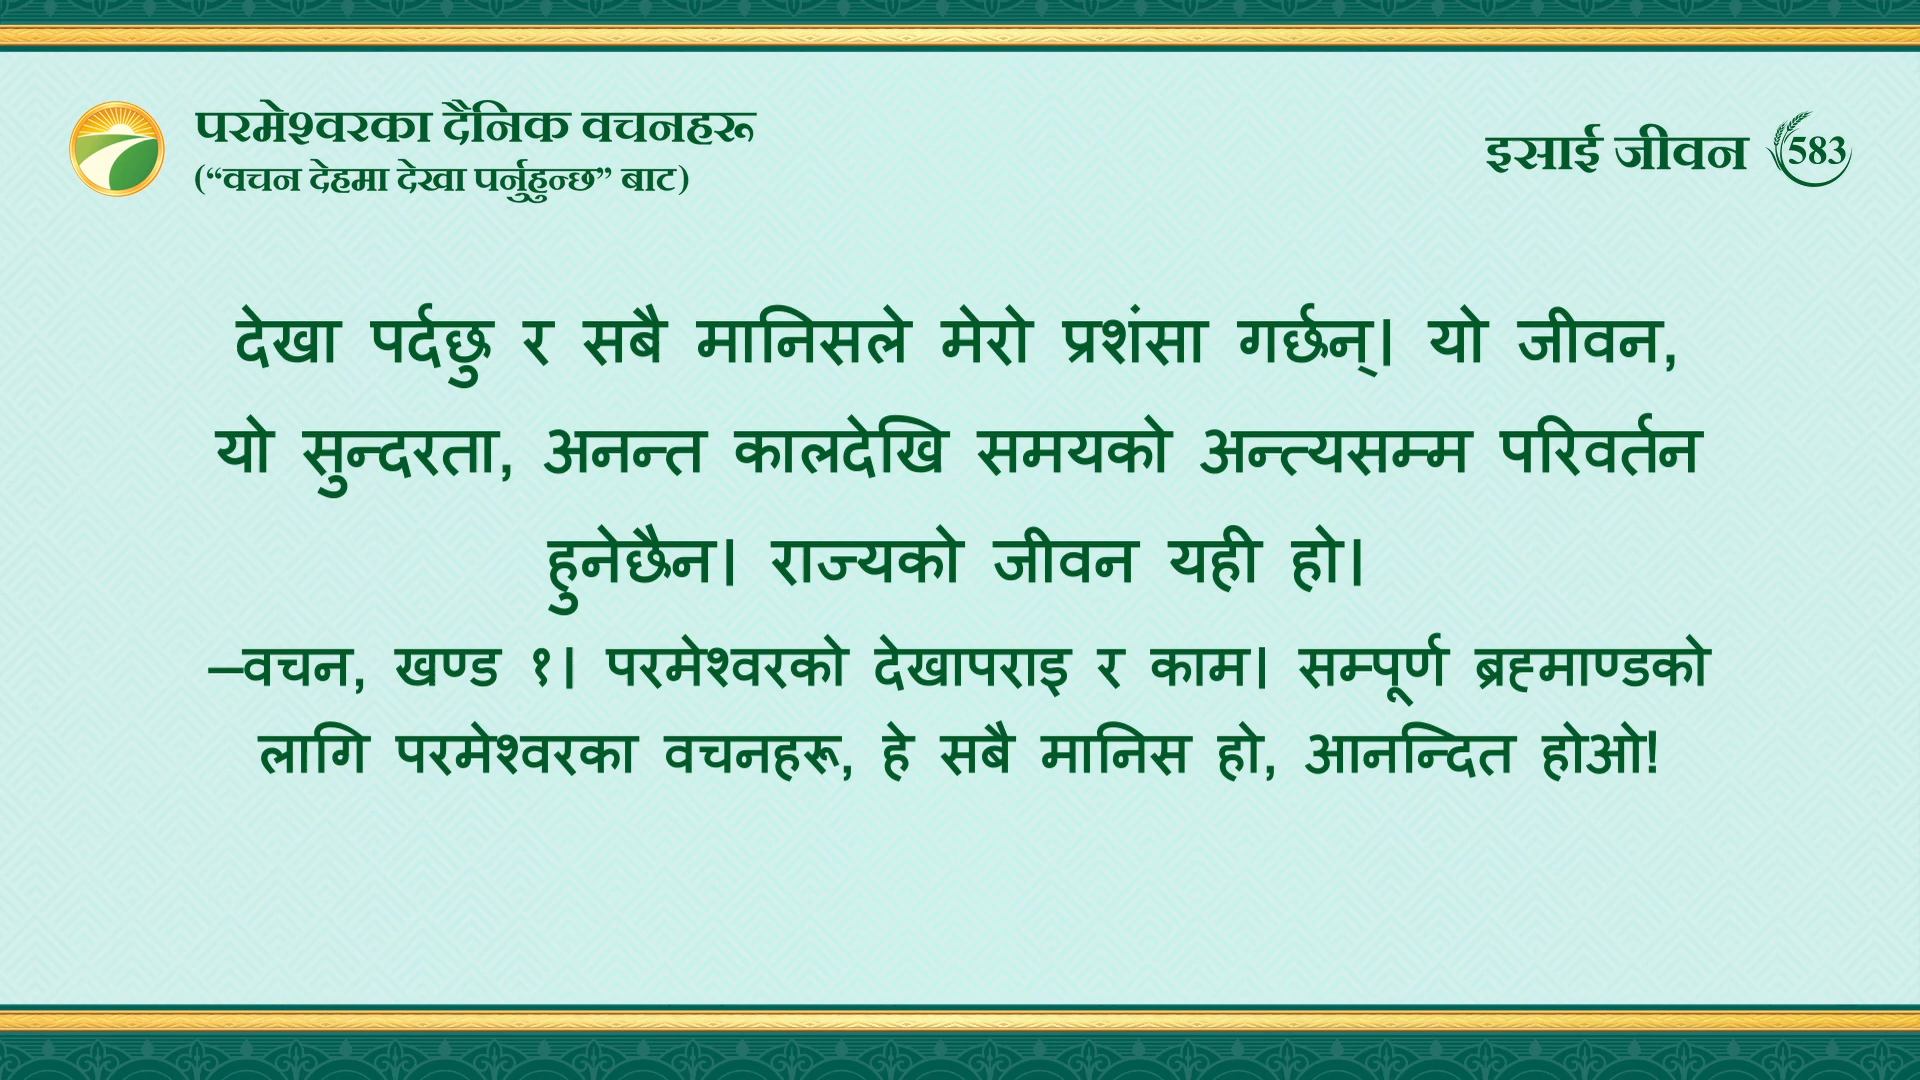 परमेश्वरका दैनिक वचनहरू
(“वचन देहमा देखा पर्नुहुन्छ” बाट)
इसाई जीवन 583
देखा पर्दछु र सबै मानिसले मेरो प्रशंसा गर्छन्। यो जीवन,
यो सुन्दरता, अनन्त कालदेखि समयको अन्त्यसम्म परिवर्तन
हुनेछैन। राज्यको जीवन यही हो।
–वचन, खण्ड १। परमेश्वरको देखापराइ र काम। सम्पूर्ण ब्रह्माण्डको
लागि परमेश्वरका वचनहरू, हे सबै मानिस हो, आनन्दित होओ!